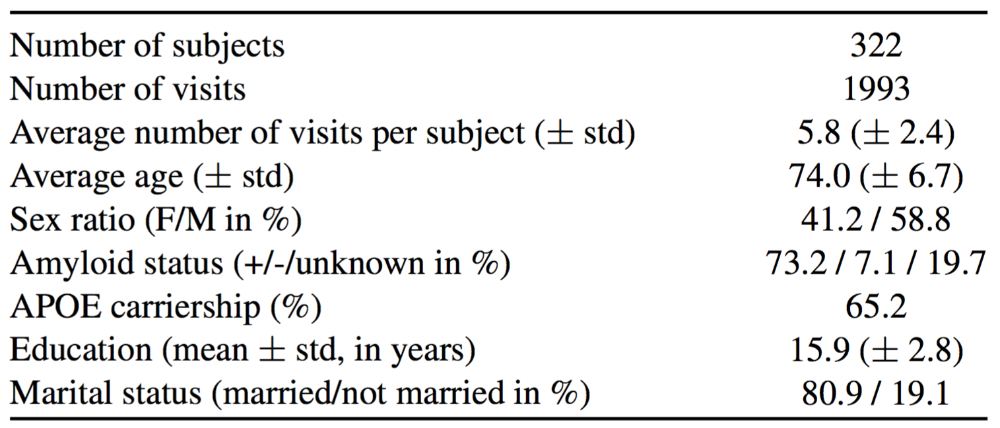 Number of subjects 322
Number of visits 1993
Average number of visits per subject (± std) 5.8 (± 2.4)
Average age (± std) 74.0 (± 6.7)
Sex ratio (F/M in %) 41.2 / 58.8
Amyloid status (+/-/unknown in %) 73.2 / 7.1 / 19.7
APOE carriership (%) 65.2
Education (mean ± std, in years) 15.9 (± 2.8)
Marital status (married/not married in %) 80.9 / 19.1